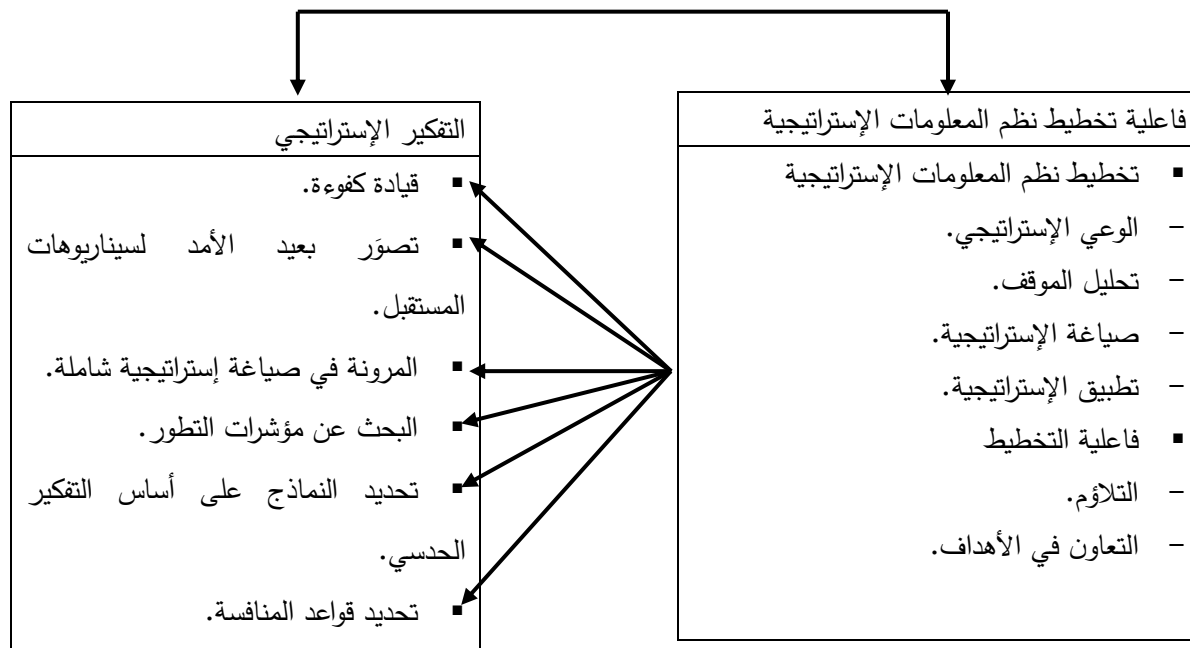 فاعلية تخطيط نظم المعلومات الإستراتيجية
▪ تخطيط نظم المعلومات الإستراتيجية
– الوعي الإستراتيجي.
– تحليل الموقف.
– صياغة الإستراتيجية.
– تطبيق الإستراتيجية.
▪ فاعلية التخطيط
– التلاؤم.
– التعاون في الأهداف.
التفكير الإستراتيجي
▪ قيادة كفوءة.
▪ تصوَر بعيد الأمد لسيناريوهات
المستقبل.
▪ المرونة في صياغة إستراتيجية شاملة.
▪ البحث عن مؤشرات التطور.
▪ تحديد النماذج على أساس التفكير
الحدسي.
▪ تحديد قواعد المنافسة.